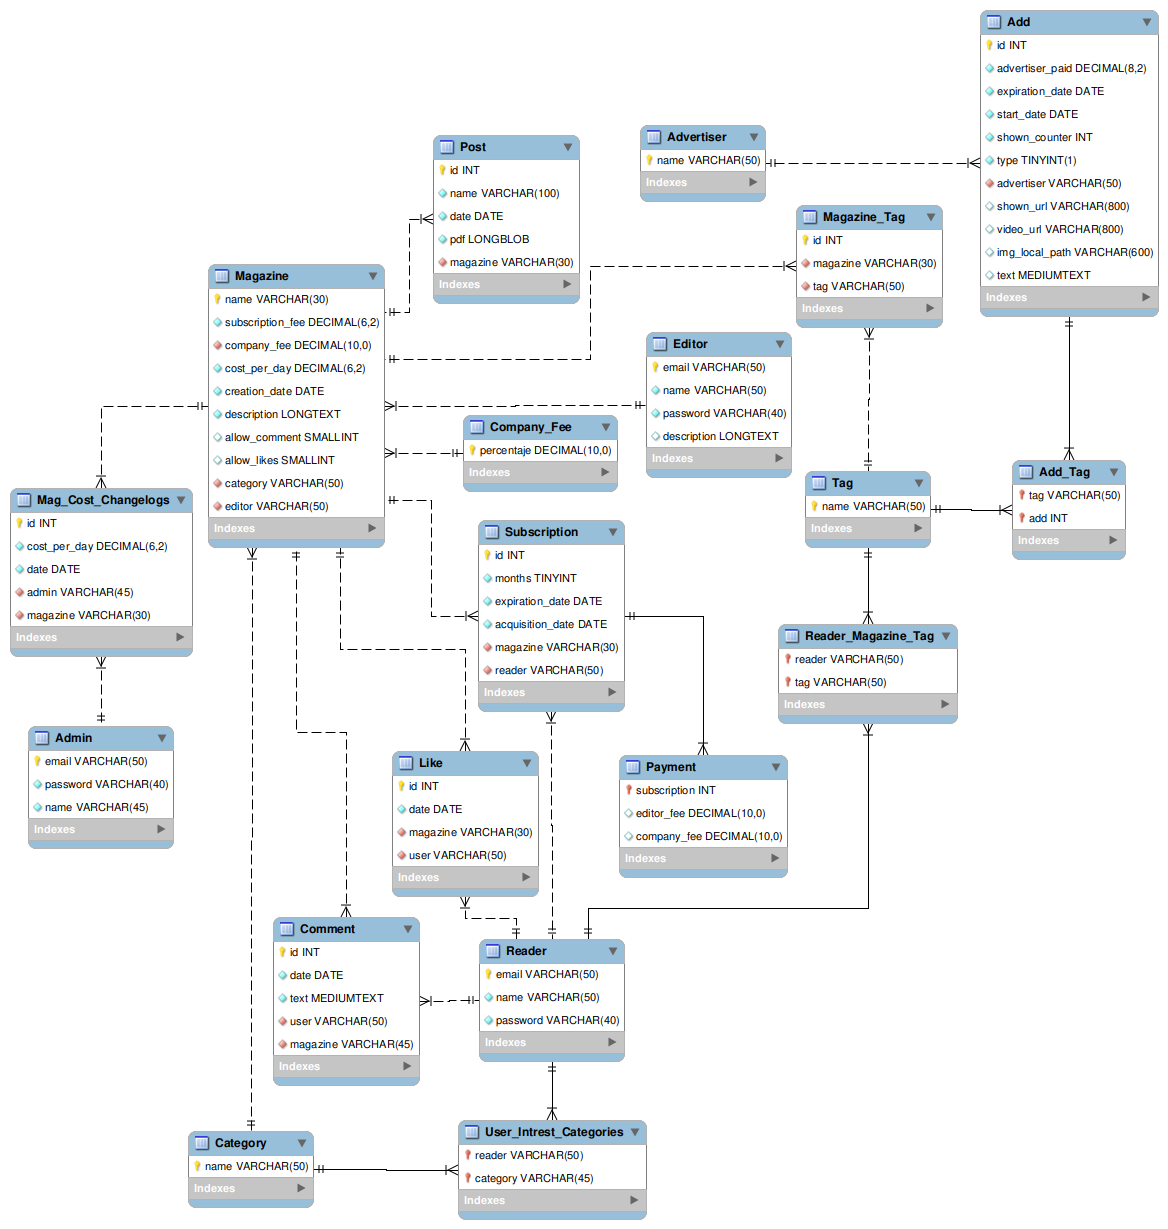 Add
id INT
advertiser_paid DECIMAL(8,2)
expiration_date DATE
start_date DATE
shown_counter INT
type TINYINT(1)
advertiser VARCHAR(50)
shown_url VARCHAR(800)
video_url VARCHAR(800)
img_local_path VARCHAR(600)
text MEDIUMTEXT
Indexes
Advertiser
name VARCHAR(50)
Indexes
Post
id INT
name VARCHAR(100)
date DATE
pdf LONGBLOB
magazine VARCHAR(30)
Indexes
Magazine_Tag
id INT
magazine VARCHAR(30)
tag VARCHAR(50)
Indexes
Magazine
name VARCHAR(30)
subscription_fee DECIMAL(6,2)
company_fee DECIMAL(10,0)
cost_per_day DECIMAL(6,2)
creation_date DATE
description LONGTEXT
allow_comment SMALLINT
allow_likes SMALLINT
category VARCHAR(50)
editor VARCHAR(50)
Indexes
Editor
email VARCHAR(50)
name VARCHAR(50)
password VARCHAR(40)
description LONGTEXT
Indexes
Company_Fee
percentaje DECIMAL(10,0)
Indexes
Mag_Cost_Changelogs
id INT
cost_per_day DECIMAL(6,2)
date DATE
admin VARCHAR(45)
magazine VARCHAR(30)
Indexes
Tag
name VARCHAR(50)
Indexes
Add_Tag
tag VARCHAR(50)
add INT
Indexes
Subscription
id INT
months TINYINT
expiration_date DATE
acquisition_date DATE
magazine VARCHAR(30)
reader VARCHAR(50)
Indexes
Reader_Magazine_Tag
reader VARCHAR(50)
tag VARCHAR(50)
Indexes
Admin
email VARCHAR(50)
password VARCHAR(40)
name VARCHAR(45)
Indexes
Like
id INT
date DATE
magazine VARCHAR(30)
user VARCHAR(50)
Indexes
Payment
subscription INT
editor_fee DECIMAL(10,0)
company_fee DECIMAL(10,0)
Indexes
Comment
id INT
date DATE
text MEDIUMTEXT
user VARCHAR(50)
magazine VARCHAR(45)
Indexes
Reader
email VARCHAR(50)
name VARCHAR(50)
password VARCHAR(40)
Indexes
Category
name VARCHAR(50)
Indexes
User_Intrest_Categories
reader VARCHAR(50)
category VARCHAR(45)
Indexes